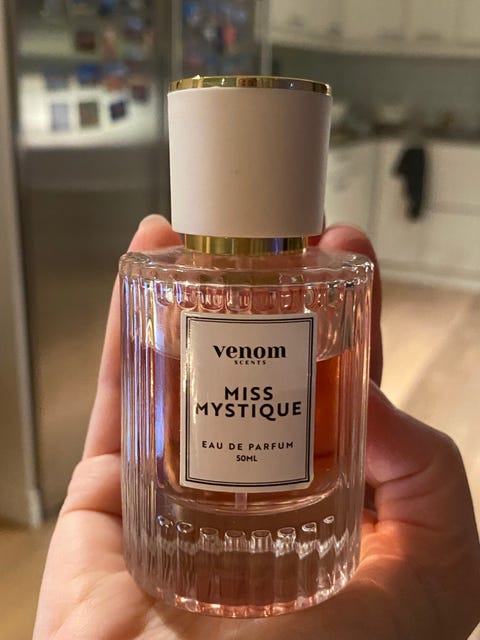 venom
SCENTS
MISS
MYSTIQUE
EAU DE PARFUM
50ML